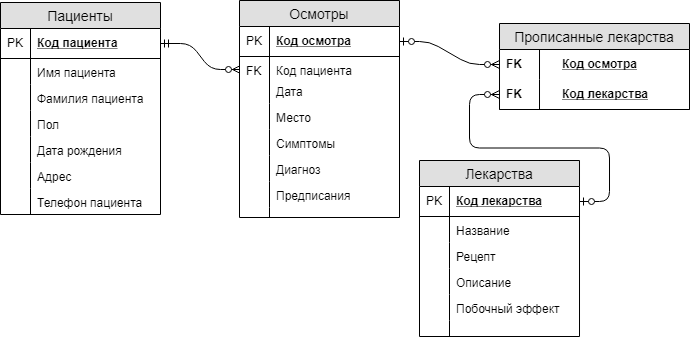 Пациенты
PK Код пациента
Имя пациента
Фамилия пациента
Пол
Дата рождения
Адрес
Телефон пациента
Осмотры
PK Код осмотра
FK Код пациента
Дата
Место
Симптомы
Диагноз
Предписания
Прописанные лекарства
FK Код осмотра
FK Код лекарства
Лекарства
PK Код лекарства
Название
Рецепт
Описание
Побочный эффект